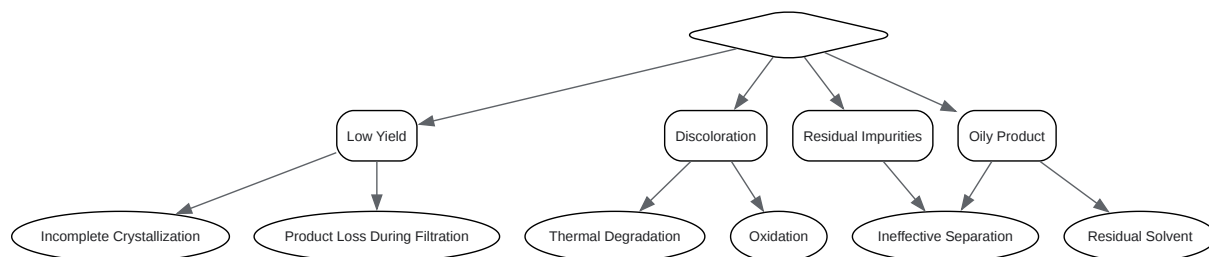 Low Yield
Discoloration
Residual Impurities
Oily Product
Incomplete Crystallization
Product Loss During Filtration
Thermal Degradation
Oxidation
Ineffective Separation
Residual Solvent